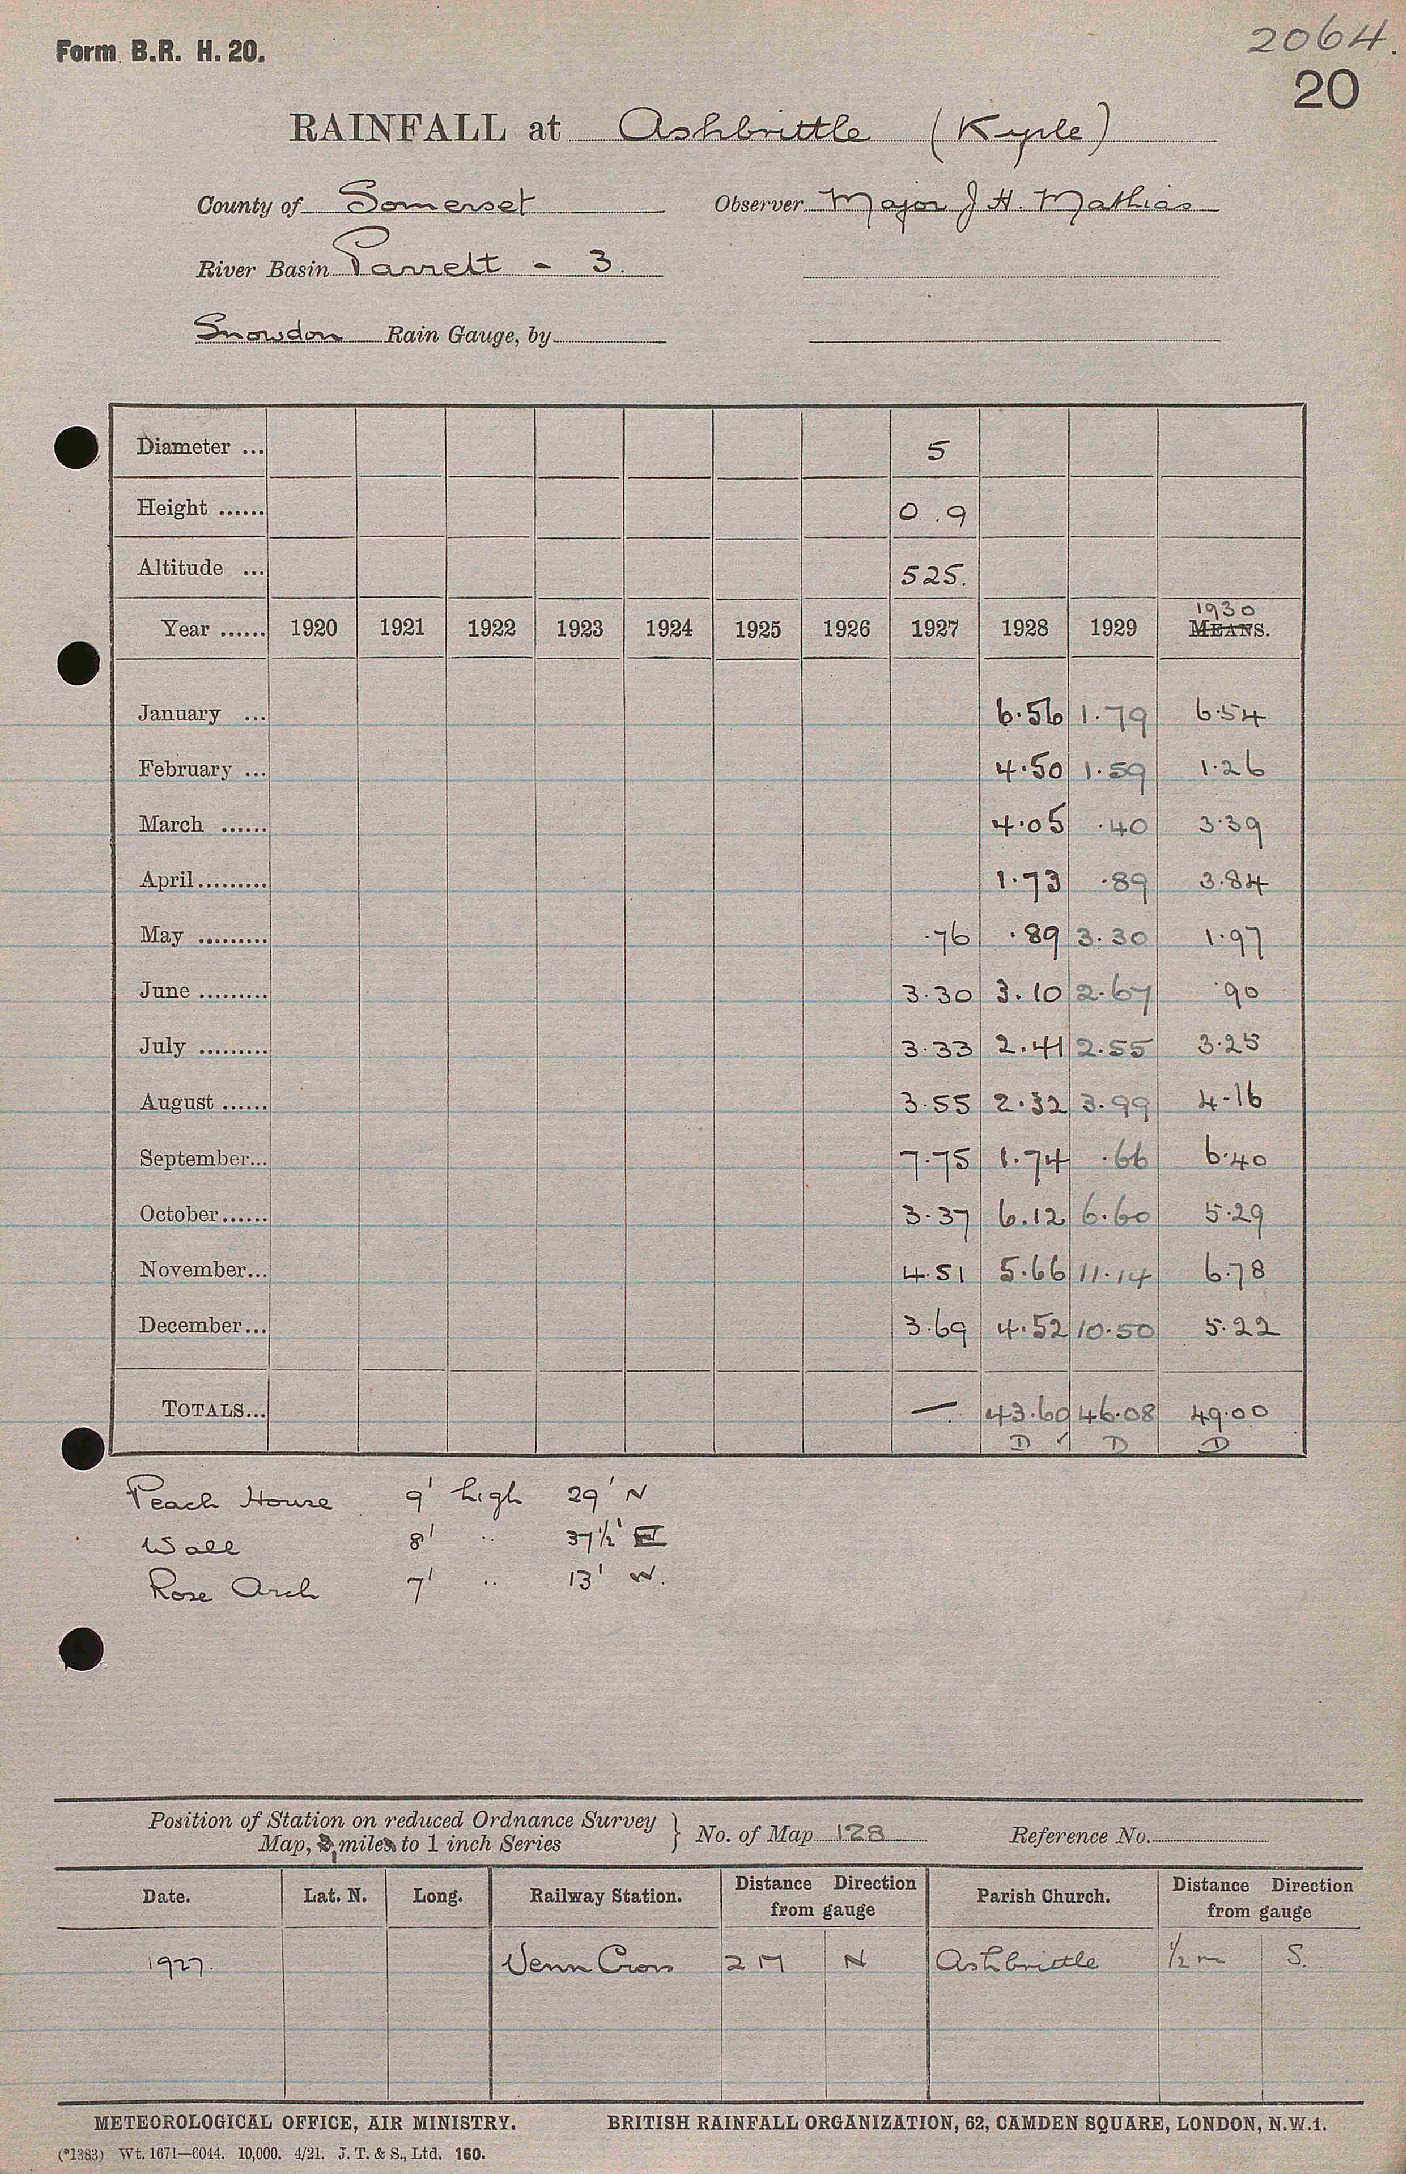 Form B.R. H. 20.
2064.
20
RAINFALL at Ashbrittle (Kyrle)
County of Somerset Observer Major J H. Mathias
River Basin Parrett - 3.
Snowdon Rain Gauge, by
Diameter ... 5
Height ...... 0.9
Altitude ... 525.
1930
Year ...... 1920 1921 1922 1923 1924 1925 1926 1927 1928 1929 MEANS.
January ... 6.56 1.79 6.54
February ... 4.50 1.59 1.26
March ...... 4.05 .40 3.39
April......... 1.73 .89 3.84
May ......... .76 .89 3.30 1.97
June ......... 3.30 3.10 2.67 .90
July ......... 3.33 2.41 2.55 3.25
August ...... 3.55 2.32 3.99 4.16
September... 7.75 1.74 .66 6.40
October...... 3.37 6.12 6.60 5.29
November... 4.51 5.66 11.14 6.78
December... 3.69 4.52 10.50 5.22
TOTALS... —. 43.60 46.08 49.00
D ✓ D D
Peach House 9' high 29' N
Wall 8' " 37½' E
Rose Arch 7' " 13' W.
Position of Station on reduced Ordnance Survey
Map, miles to 1 inch Series } No. of Map 128 Reference No.
Date. Lat. N. Long. Railway Station. Distance Direction from gauge Parish Church. Distance Direction from gauge
1927. Venn Cross 2 M N Ashbrittle ½ m S.
METEOROLOGICAL OFFICE, AIR MINISTRY. BRITISH RAINFALL ORGANIZATION, 62, CAMDEN SQUARE, LONDON, N.W.1.
(*1383) Wt. 1671—6044. 10,000. 4/21. J. T. & S., Ltd. 160.